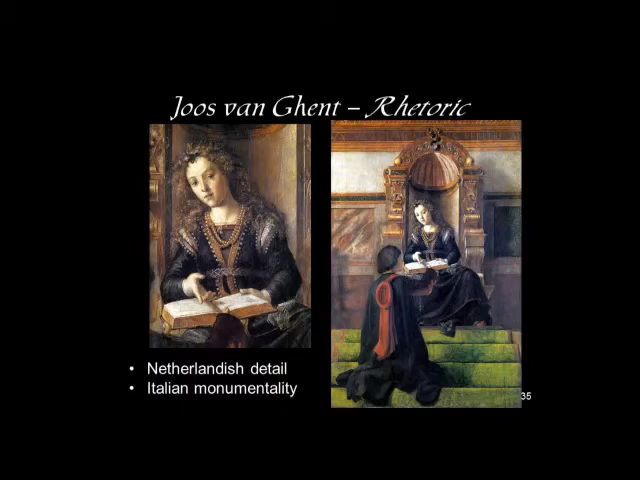 Joos van Ghent – Rhetoric
• Netherlandish detail
• Italian monumentality
35